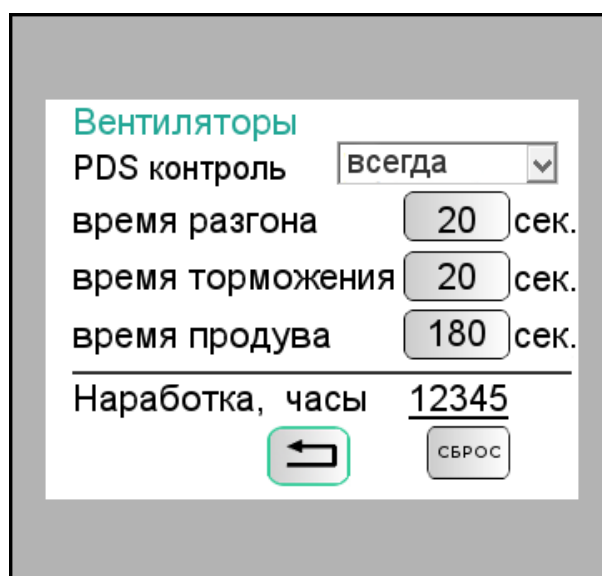 Вентиляторы
PDS контроль всегда
время разгона 20 сек.
время торможения 20 сек.
время продува 180 сек.
Наработка, часы 12345
СБРОС